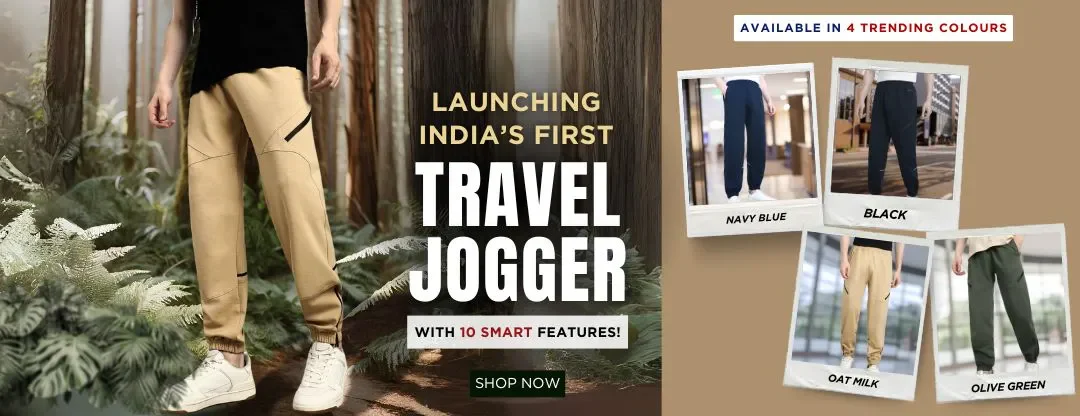 LAUNCHING
INDIA'S FIRST
TRAVEL
JOGGER
WITH 10 SMART FEATURES!
SHOP NOW
AVAILABLE IN 4 TRENDING COLOURS
NAVY BLUE
BLACK
OAT MILK
OLIVE GREEN